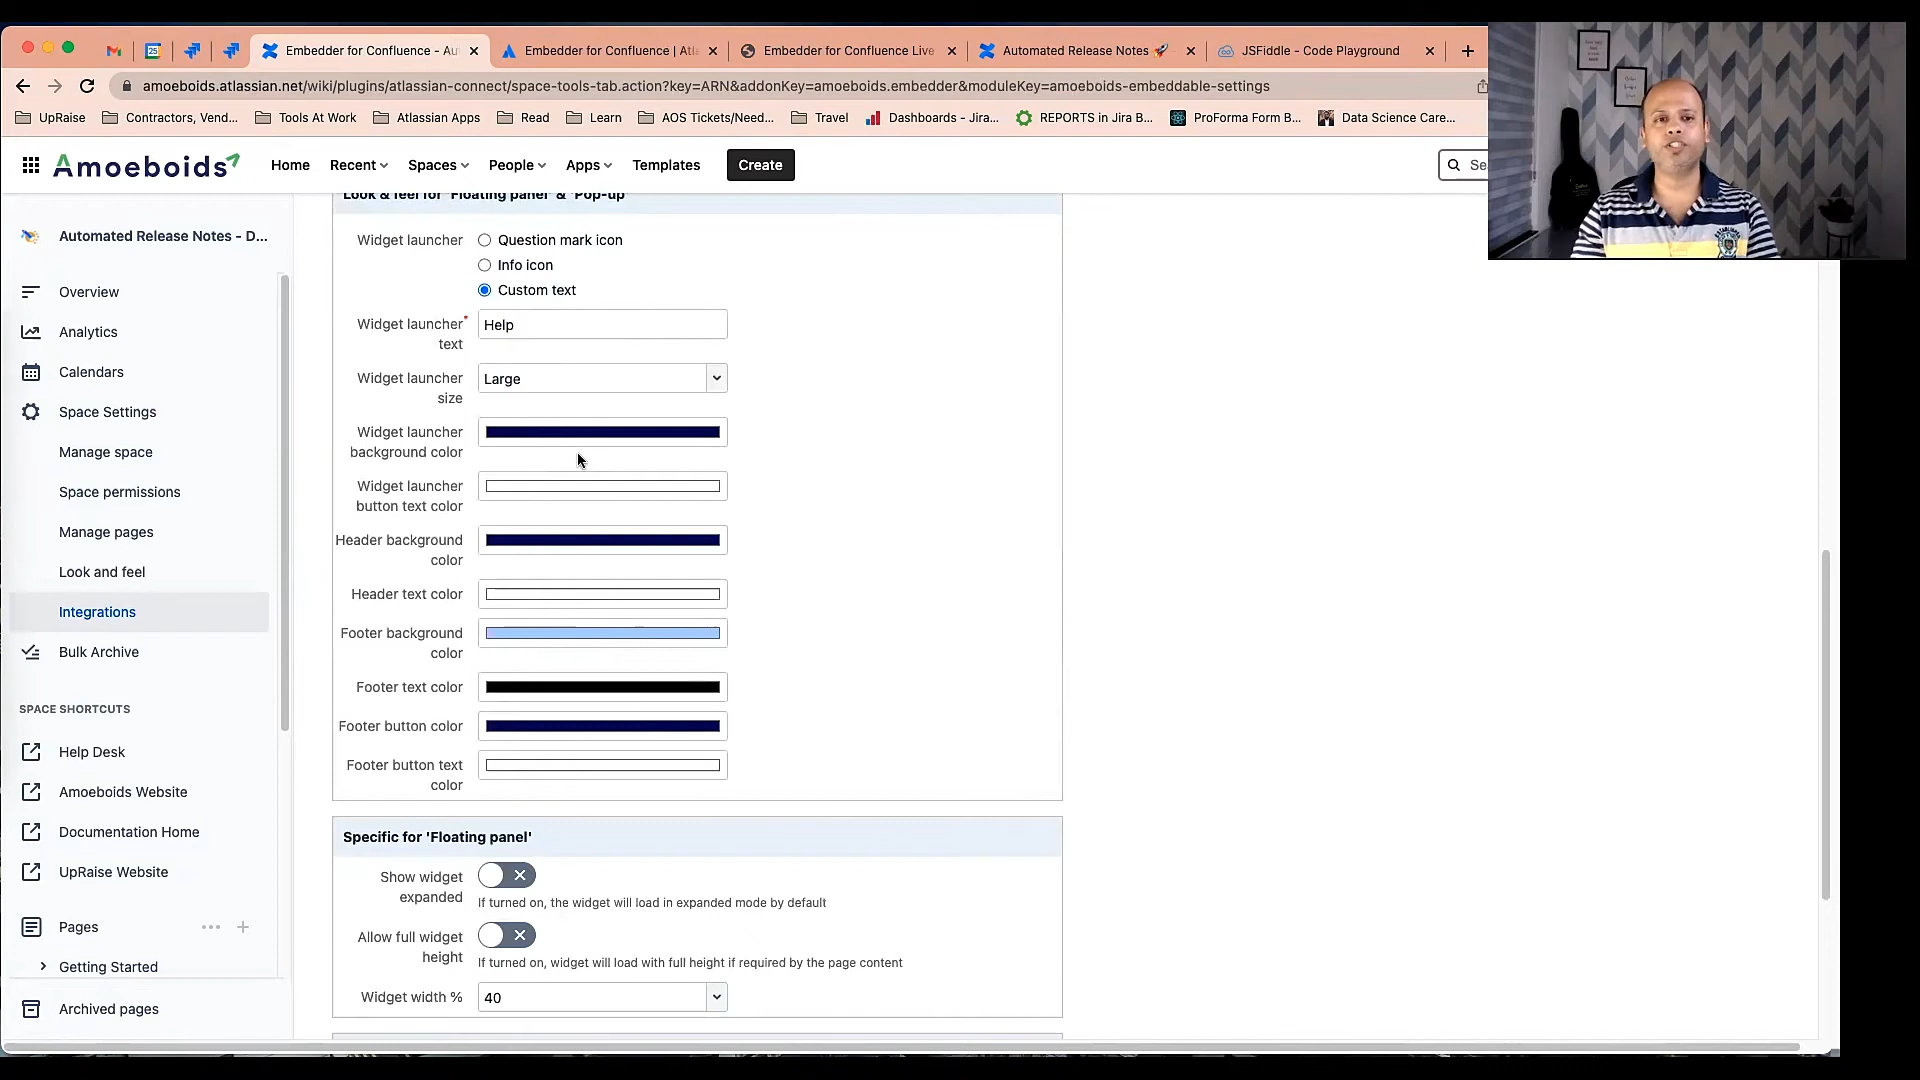 Embedder for Confluence - Au
Embedder for Confluence | Atl
Embedder for Confluence Live
Automated Release Notes 🚀
JSFiddle - Code Playground
amoeboids.atlassian.net/wiki/plugins/atlassian-connect/space-tools-tab.action?key=ARN&addonKey=amoeboids.embedder&moduleKey=amoeboids-embeddable-settings
UpRaise
Contractors, Vend...
Tools At Work
Atlassian Apps
Read
Learn
AOS Tickets/Need...
Travel
Dashboards - Jira...
REPORTS in Jira B...
ProForma Form B...
Data Science Care...
Amoeboids
Home
Recent
Spaces
People
Apps
Templates
Create
Se
Automated Release Notes - D...
Overview
Analytics
Calendars
Space Settings
Manage space
Space permissions
Manage pages
Look and feel
Integrations
Bulk Archive
SPACE SHORTCUTS
Help Desk
Amoeboids Website
Documentation Home
UpRaise Website
Pages
Getting Started
Archived pages
Look & feel for 'Floating panel' & 'Pop-up'
Widget launcher
Question mark icon
Info icon
Custom text
Widget launcher*
text
Help
Widget launcher
size
Large
Widget launcher
background color
Widget launcher
button text color
Header background
color
Header text color
Footer background
color
Footer text color
Footer button color
Footer button text
color
Specific for 'Floating panel'
Show widget
expanded
If turned on, the widget will load in expanded mode by default
Allow full widget
height
If turned on, widget will load with full height if required by the page content
Widget width %
40